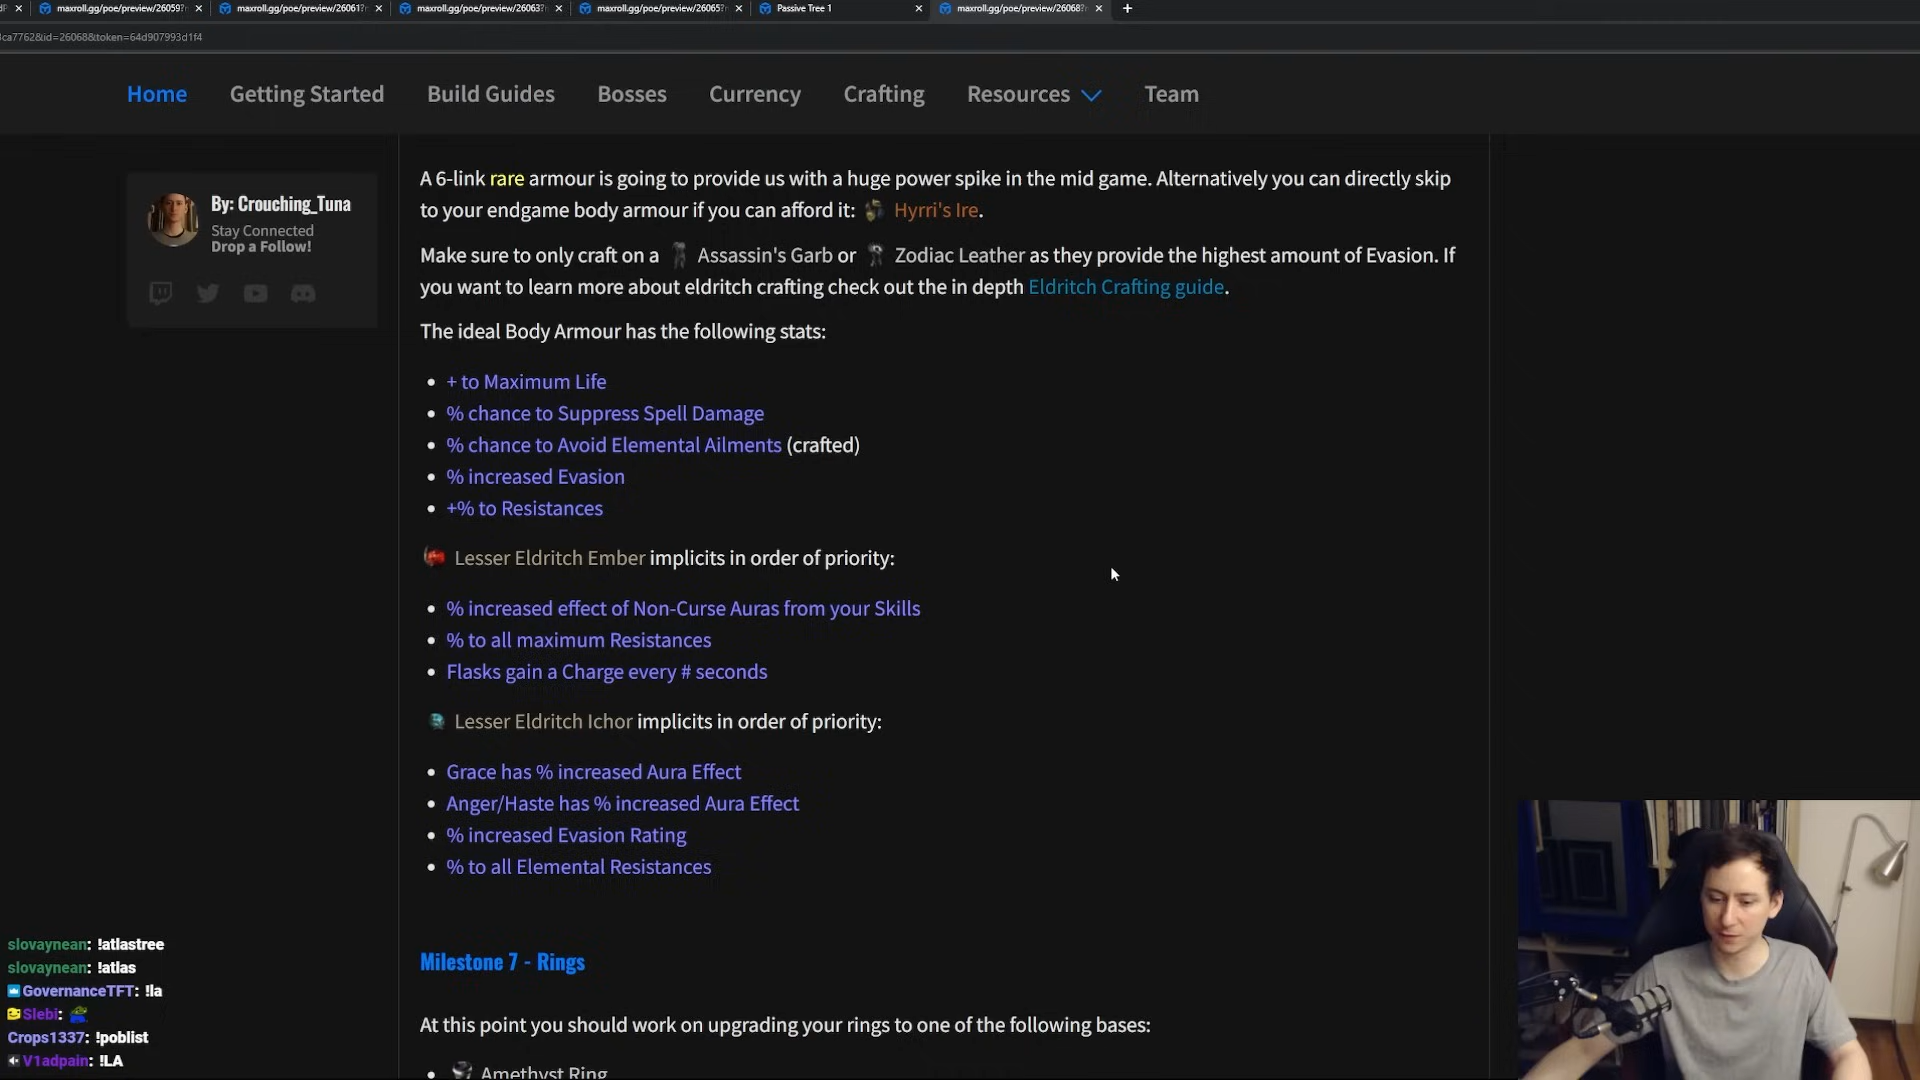 maxroll.gg/poe/preview/26059?
maxroll.gg/poe/preview/26061?
maxroll.gg/poe/preview/26063?
maxroll.gg/poe/preview/26065?
Passive Tree 1
maxroll.gg/poe/preview/26068?
3ca7762&id=26068&token=64d907993d1f4
Home Getting Started Build Guides Bosses Currency Crafting Resources Team
By: Crouching_Tuna
Stay Connected
Drop a Follow!
A 6-link rare armour is going to provide us with a huge power spike in the mid game. Alternatively you can directly skip
to your endgame body armour if you can afford it: Hyrri's Ire.
Make sure to only craft on a Assassin's Garb or Zodiac Leather as they provide the highest amount of Evasion. If
you want to learn more about eldritch crafting check out the in depth Eldritch Crafting guide.
The ideal Body Armour has the following stats:
• + to Maximum Life
• % chance to Suppress Spell Damage
• % chance to Avoid Elemental Ailments (crafted)
• % increased Evasion
• +% to Resistances
Lesser Eldritch Ember implicits in order of priority:
• % increased effect of Non-Curse Auras from your Skills
• % to all maximum Resistances
• Flasks gain a Charge every # seconds
Lesser Eldritch Ichor implicits in order of priority:
• Grace has % increased Aura Effect
• Anger/Haste has % increased Aura Effect
• % increased Evasion Rating
• % to all Elemental Resistances
Milestone 7 - Rings
At this point you should work on upgrading your rings to one of the following bases:
• Amethyst Ring
slovaynean: !atlastree
slovaynean: !atlas
GovernanceTFT: !la
Slebi:
Crops1337: !poblist
V1adpain: !LA